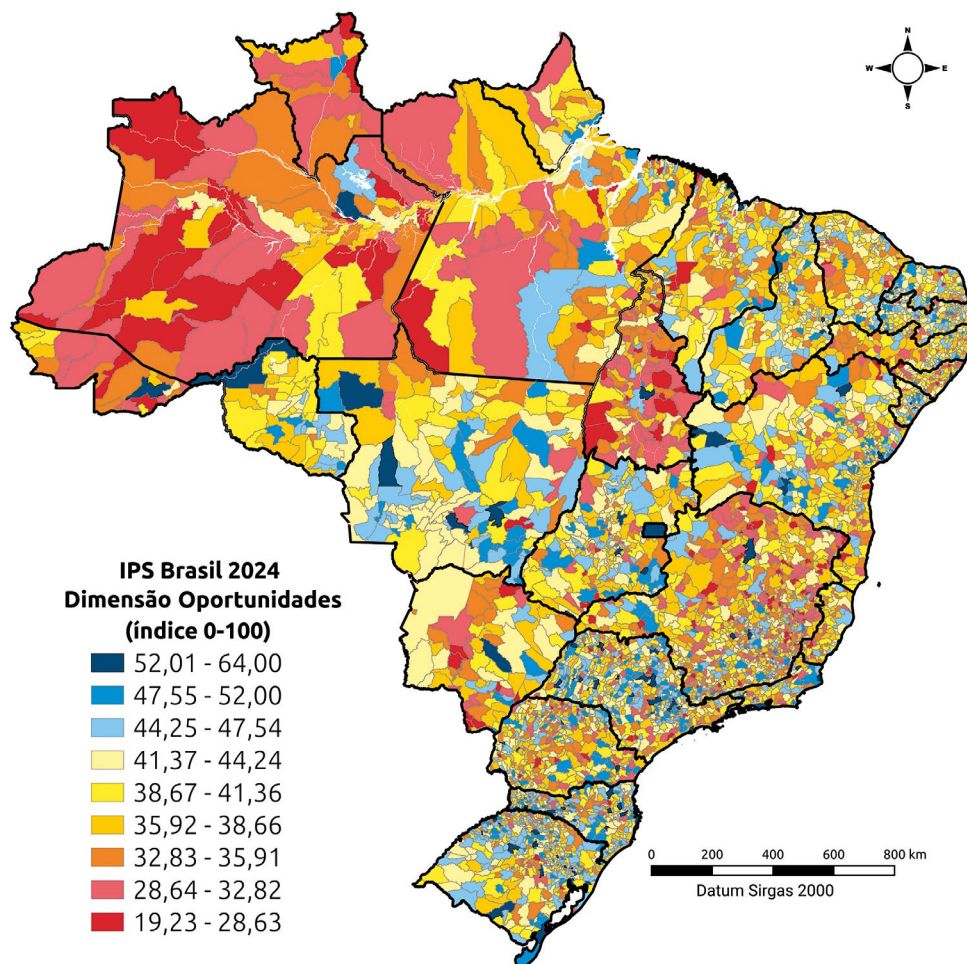 N
W
E
S
IPS Brasil 2024
Dimensão Oportunidades
(índice 0-100)
52,01 - 64,00
47,55 - 52,00
44,25 - 47,54
41,37 - 44,24
38,67 - 41,36
35,92 - 38,66
32,83 - 35,91
28,64 - 32,82
19,23 - 28,63
0 200 400 600 800 km
Datum Sirgas 2000